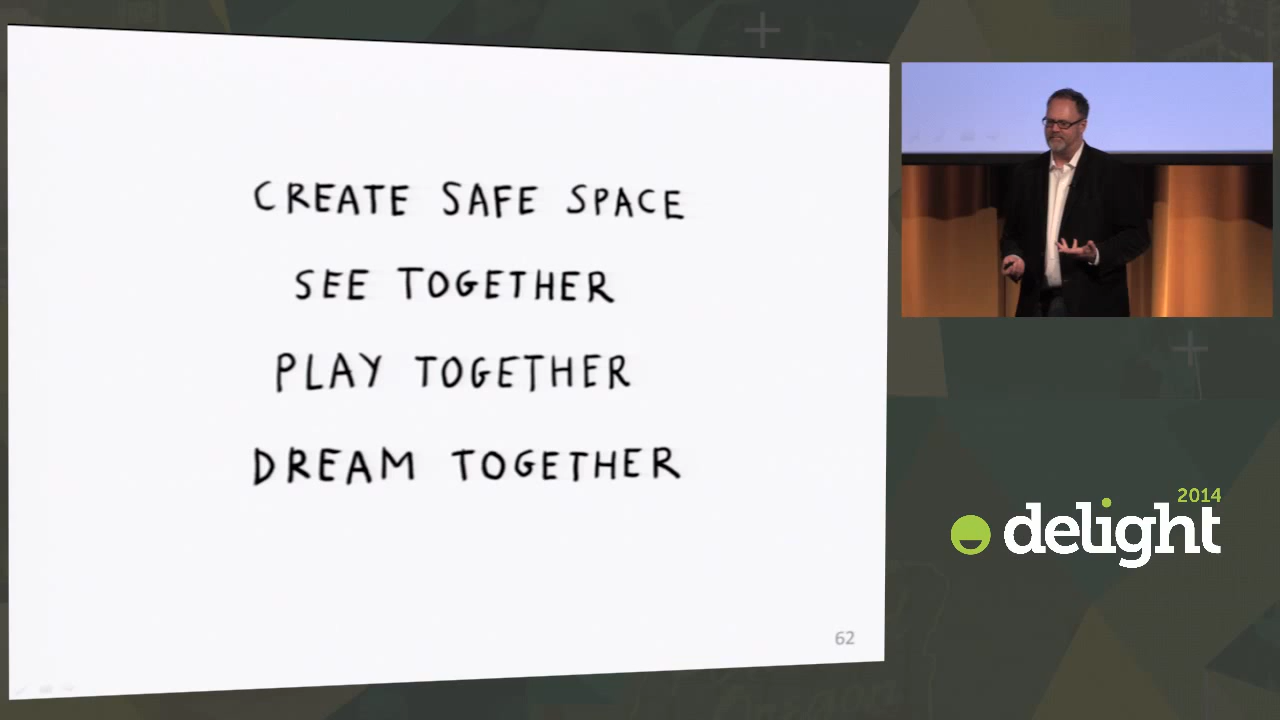 CREATE SAFE SPACE
SEE TOGETHER
PLAY TOGETHER
DREAM TOGETHER
62
2014
delight